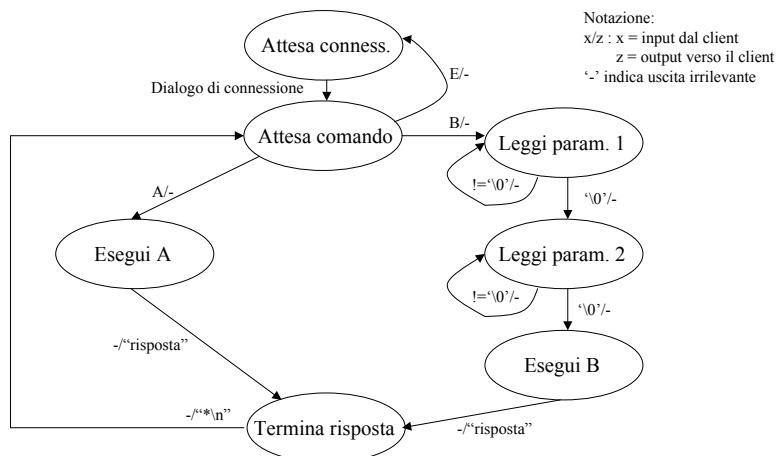 Notazione:
x/z : x = input dal client
z = output verso il client
‘-’ indica uscita irrilevante
Attesa conness.
E/-
Dialogo di connessione
Attesa comando
B/-
Leggi param. 1
!=‘\0’/-
‘\0’/-
A/-
Esegui A
Leggi param. 2
!=‘\0’/-
‘\0’/-
-/“risposta”
Esegui B
-/“*\n”
Termina risposta
-/“risposta”